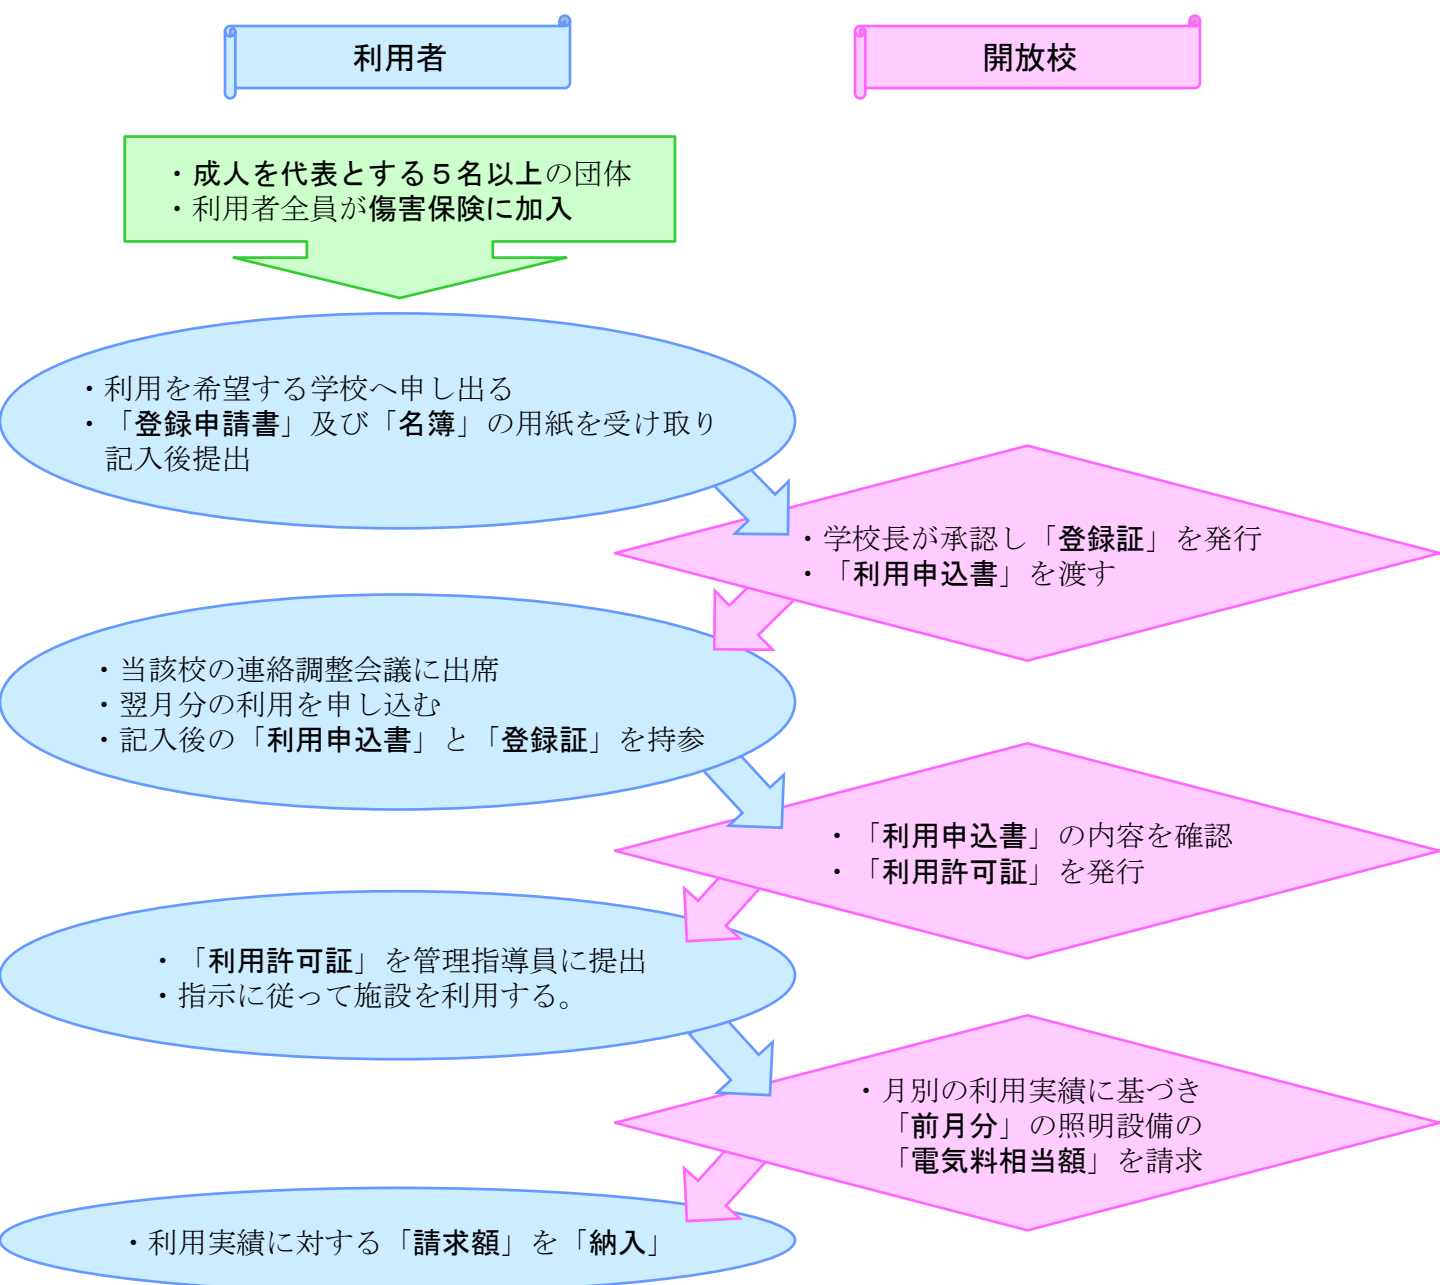 利用者
開放校
・成人を代表とする５名以上の団体
・利用者全員が傷害保険に加入
・利用を希望する学校へ申し出る
・「登録申請書」及び「名簿」の用紙を受け取り
記入後提出
・学校長が承認し「登録証」を発行
・「利用申込書」を渡す
・当該校の連絡調整会議に出席
・翌月分の利用を申し込む
・記入後の「利用申込書」と「登録証」を持参
・「利用申込書」の内容を確認
・「利用許可証」を発行
・「利用許可証」を管理指導員に提出
・指示に従って施設を利用する。
・月別の利用実績に基づき
「前月分」の照明設備の
「電気料相当額」を請求
・利用実績に対する「請求額」を「納入」